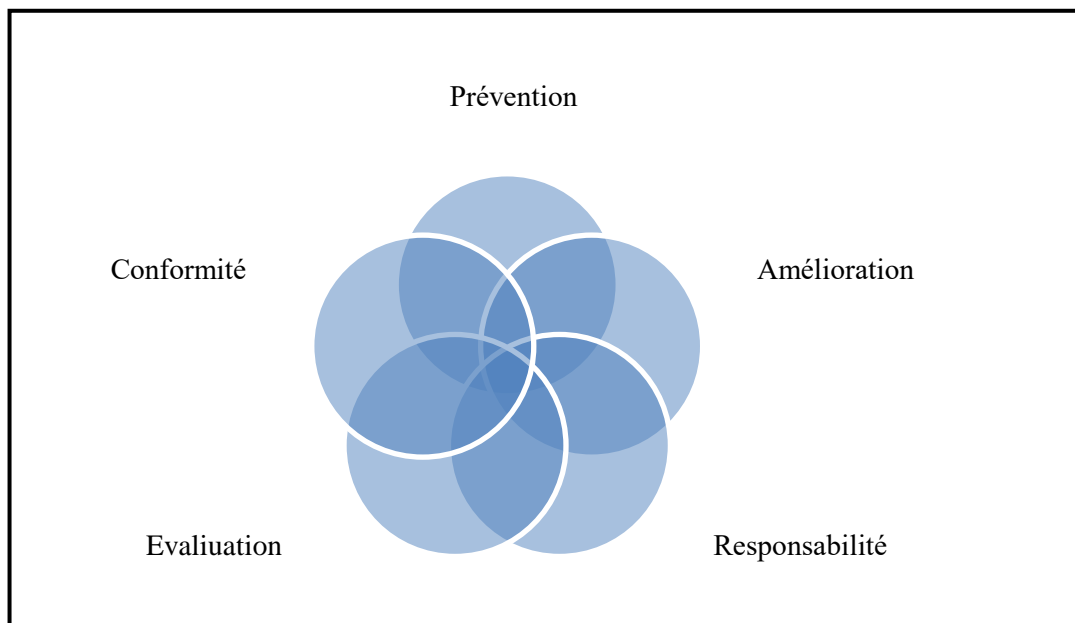 Prévention
Conformité
Amélioration
Evaliuation
Responsabilité